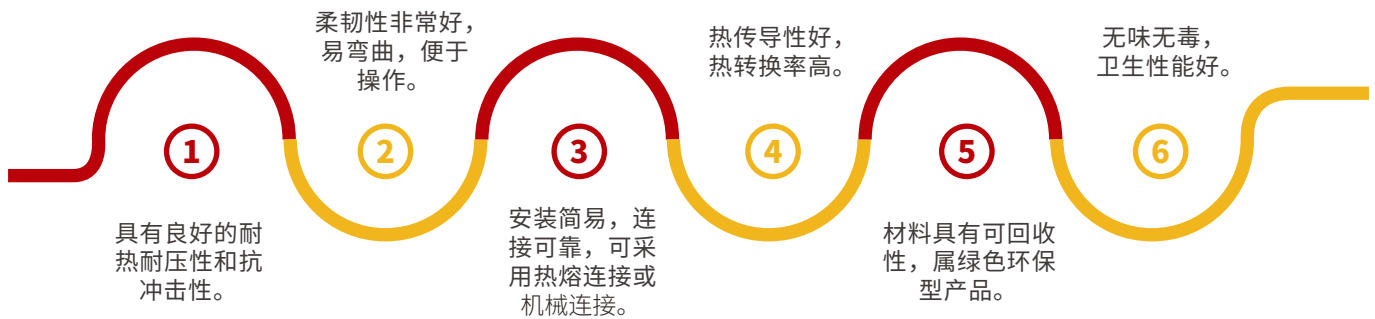 1
具有良好的耐
热耐压性和抗
冲击性。
柔韧性非常好，
易弯曲，便于
操作。
2
3
安装简易，连
接可靠，可采
用热熔连接或
机械连接。
热传导性好，
热转换率高。
4
5
材料具有可回收
性，属绿色环保
型产品。
无味无毒，
卫生性能好。
6